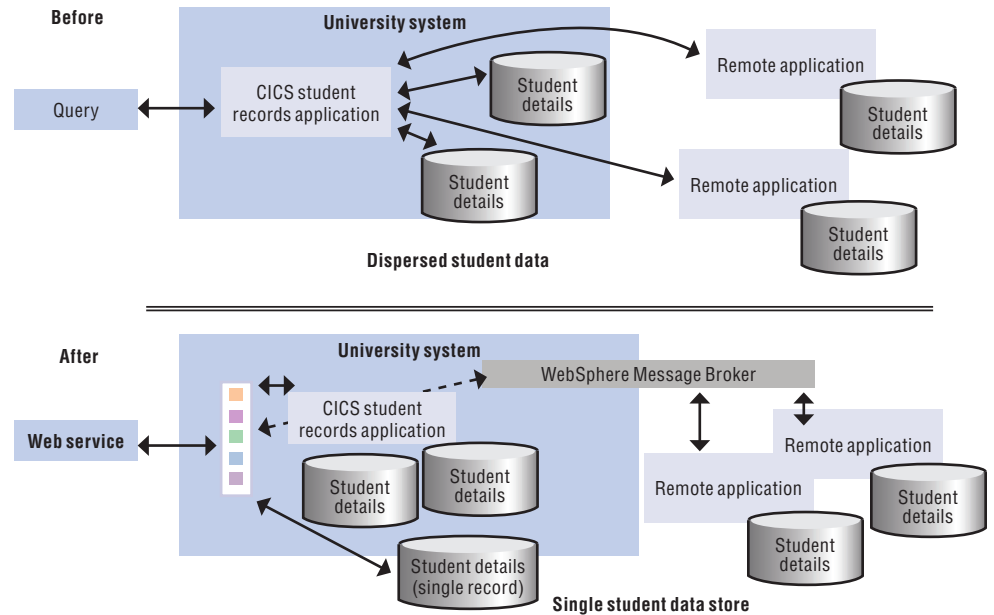 Before
University system
Query
CICS student
records application
Student
details
Student
details
Remote application
Student
details
Remote application
Student
details
Dispersed student data
After
University system
WebSphere Message Broker
Web service
CICS student
records application
Student
details
Student
details
Student details
(single record)
Remote application
Student
details
Remote application
Student
details
Single student data store